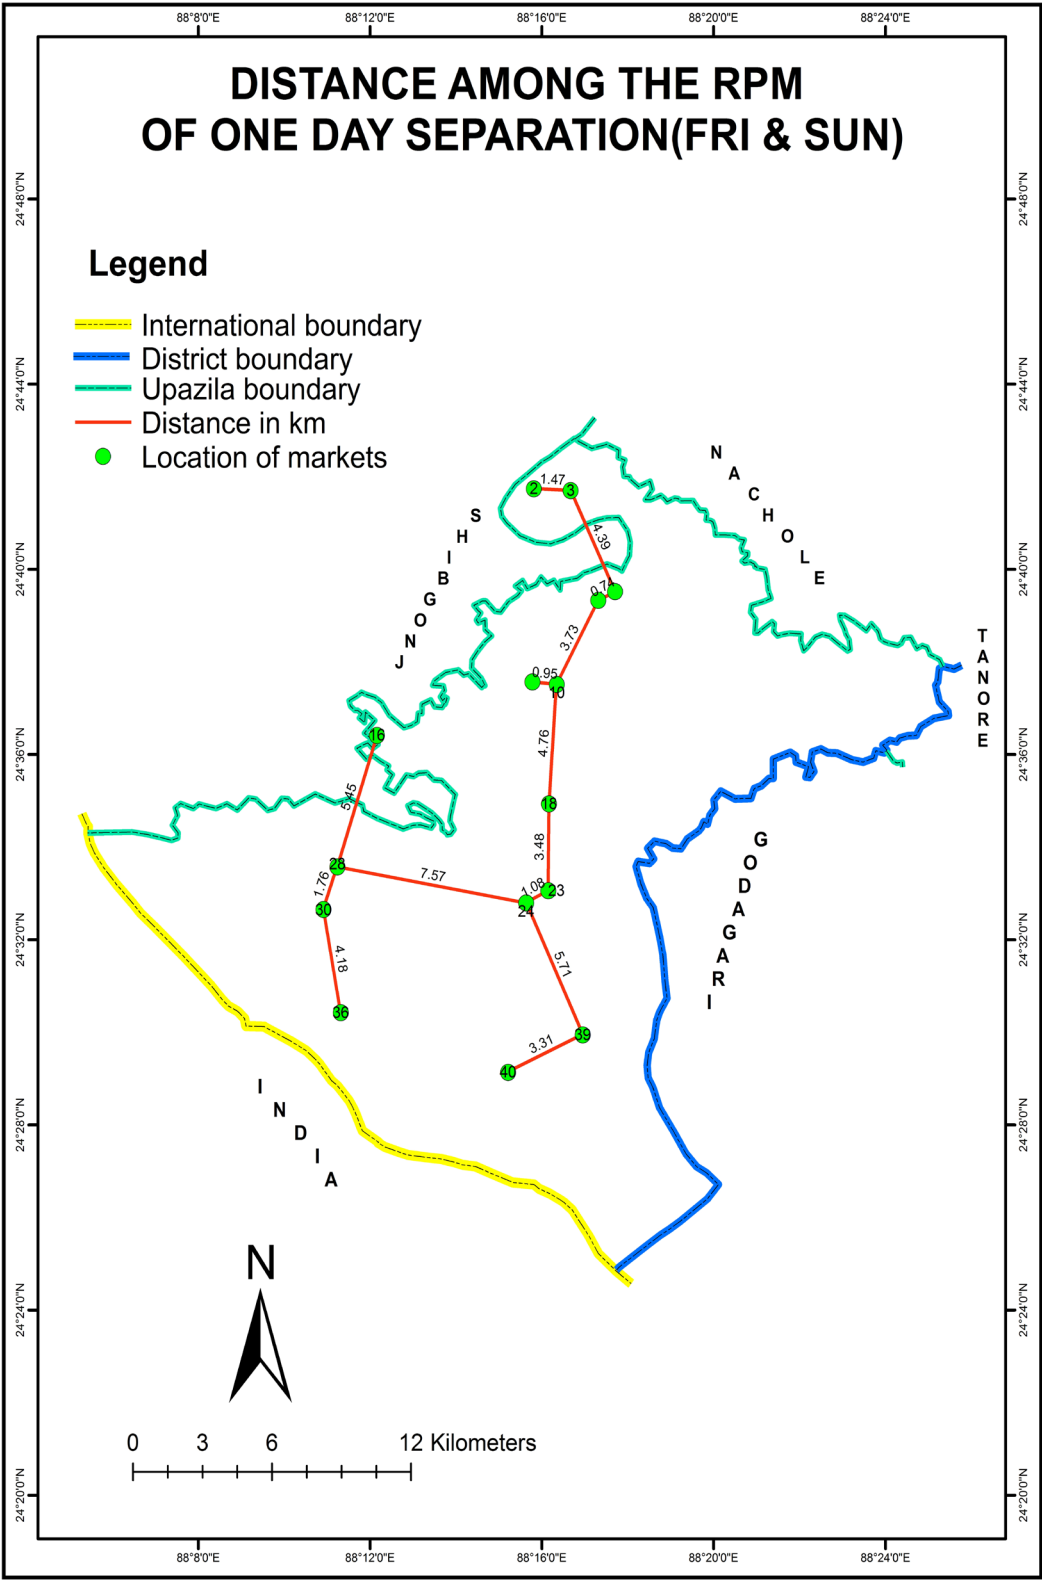 88°8'0"E 88°12'0"E 88°16'0"E 88°20'0"E 88°24'0"E
DISTANCE AMONG THE RPM
OF ONE DAY SEPARATION(FRI & SUN)
24°48'0"N 24°48'0"N
Legend
International boundary
District boundary
Upazila boundary
Distance in km
Location of markets
24°44'0"N 24°44'0"N
NACHOLE
SHIBGONJ
TANORE
GODAGARI
INDIA
2
1.47
3
4.39
24°40'0"N 24°40'0"N
0.74
3.73
0.95
10
16
4.76
24°36'0"N 24°36'0"N
5.45
18
3.48
28
7.57
1.08
23
24
1.76
30
24°32'0"N 24°32'0"N
4.18
5.71
36
39
3.31
40
24°28'0"N 24°28'0"N
N
24°24'0"N 24°24'0"N
0 3 6 12 Kilometers
24°20'0"N 24°20'0"N
88°8'0"E 88°12'0"E 88°16'0"E 88°20'0"E 88°24'0"E